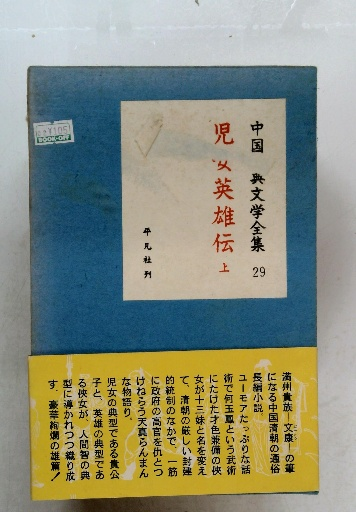 中国 典文学全集 29
児女英雄伝 上
平凡社刊
BOOK-OFF
満州貴族〝文康〟の筆
になる中国清朝の通俗
長編小説
ユーモアたっぷりな話
術で何玉鳳という武術
にたけた才色兼備の侠
女が十三妹と名を変え
て、清朝の厳しい封建
的統制のなかで、一筋
に政府の高官を仇とつ
けねらう天真らんまん
な物語り、
児女の典型である貴公
子と、英雄の典型であ
る侠女が、人間智の典
型に導かれつつ織り成
す、豪華絢爛の雄篇！